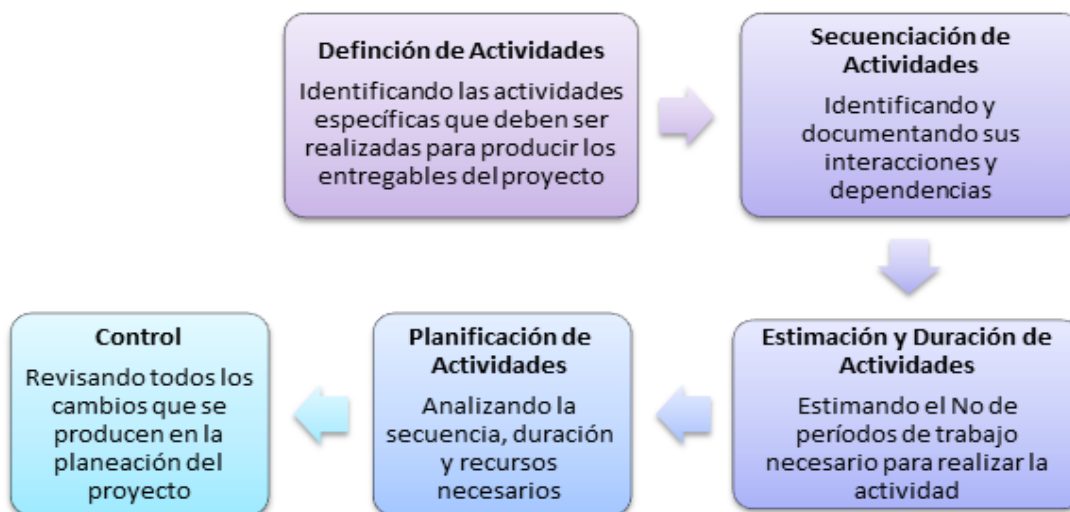 Definción de Actividades
Identificando las actividades
específicas que deben ser
realizadas para producir los
entregables del proyecto
Secuenciación de
Actividades
Identificando y
documentando sus
interacciones y
dependencias
Estimación y Duración de
Actividades
Estimando el No de
períodos de trabajo
necesario para realizar la
actividad
Planificación de
Actividades
Analizando la
secuencia, duración
y recursos
necesarios
Control
Revisando todos los
cambios que se
producen en la
planeación del
proyecto